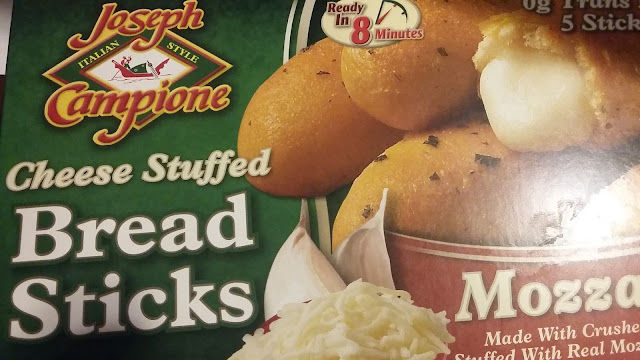 Joseph
ITALIAN STYLE
Campione
Ready
In 8
Minutes
0g Trans
5 Stick
Cheese Stuffed
Bread
Sticks
Mozza
Made With Crushe
Stuffed With Real Moz